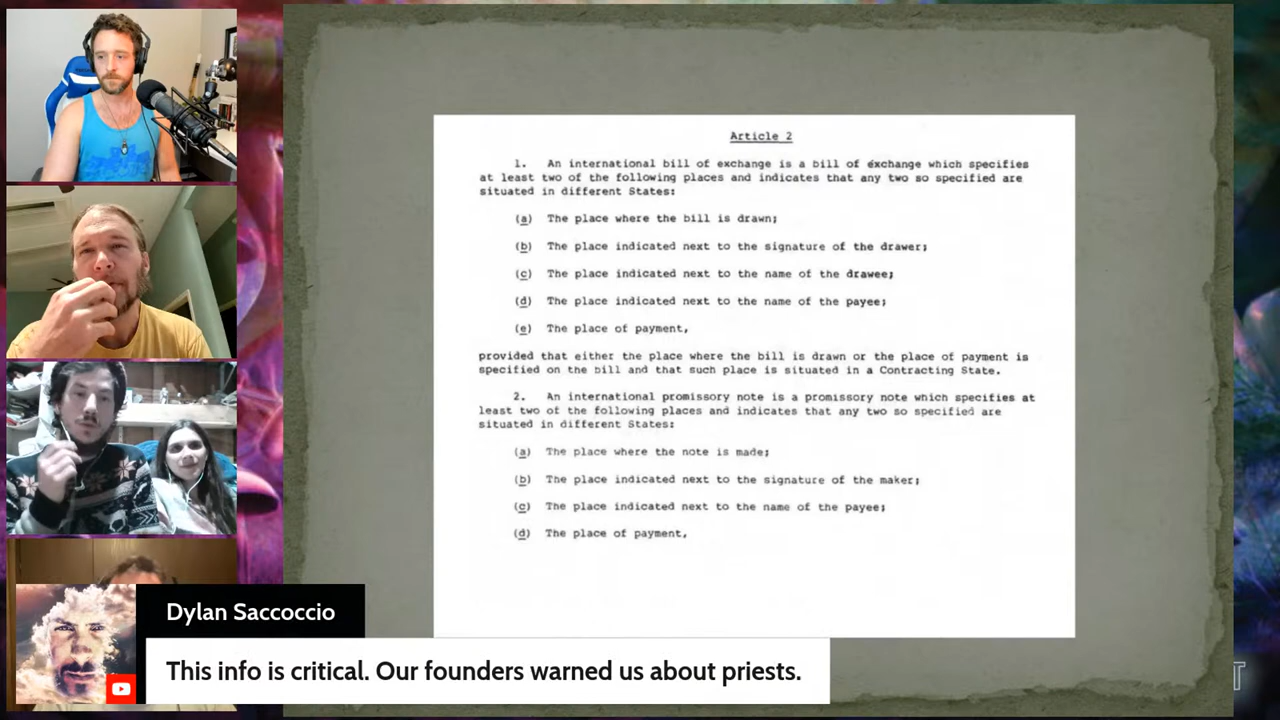 Article 2
1. An international bill of exchange is a bill of exchange which specifies
at least two of the following places and indicates that any two so specified are
situated in different States:
(a) The place where the bill is drawn;
(b) The place indicated next to the signature of the drawer;
(c) The place indicated next to the name of the drawee;
(d) The place indicated next to the name of the payee;
(e) The place of payment,
provided that either the place where the bill is drawn or the place of payment is
specified on the bill and that such place is situated in a Contracting State.
2. An international promissory note is a promissory note which specifies at
least two of the following places and indicates that any two so specified are
situated in different States:
(a) The place where the note is made;
(b) The place indicated next to the signature of the maker;
(c) The place indicated next to the name of the payee;
(d) The place of payment,
Dylan Saccoccio
This info is critical. Our founders warned us about priests.